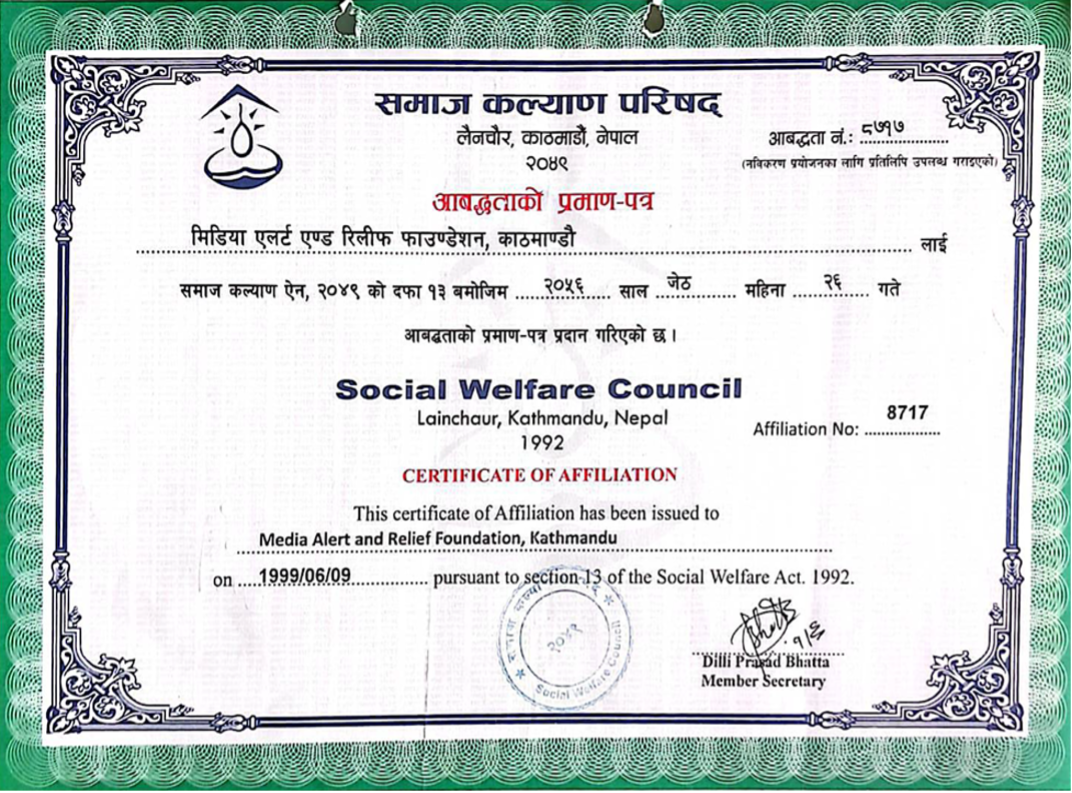 समाज कल्याण परिषद्
लैनचौर, काठमाडौं, नेपाल
२०४९
आबद्धता नं.: ८७१७
(नविकरण प्रयोजनका लागि प्रतिलिपि उपलब्ध गराइएको)
आबद्धताको प्रमाण-पत्र
मिडिया एलर्ट एण्ड रिलीफ फाउण्डेशन, काठमाण्डौ लाई
समाज कल्याण ऐन, २०४९ को दफा १३ बमोजिम २०५६ साल जेठ महिना २६ गते
आबद्धताको प्रमाण-पत्र प्रदान गरिएको छ।
Social Welfare Council
Lainchaur, Kathmandu, Nepal
1992
Affiliation No: 8717
CERTIFICATE OF AFFILIATION
This certificate of Affiliation has been issued to
Media Alert and Relief Foundation, Kathmandu
on 1999/06/09 pursuant to section-13 of the Social Welfare Act. 1992.
२०४९
Social Welfare Council
Dilli Prasad Bhatta
Member Secretary